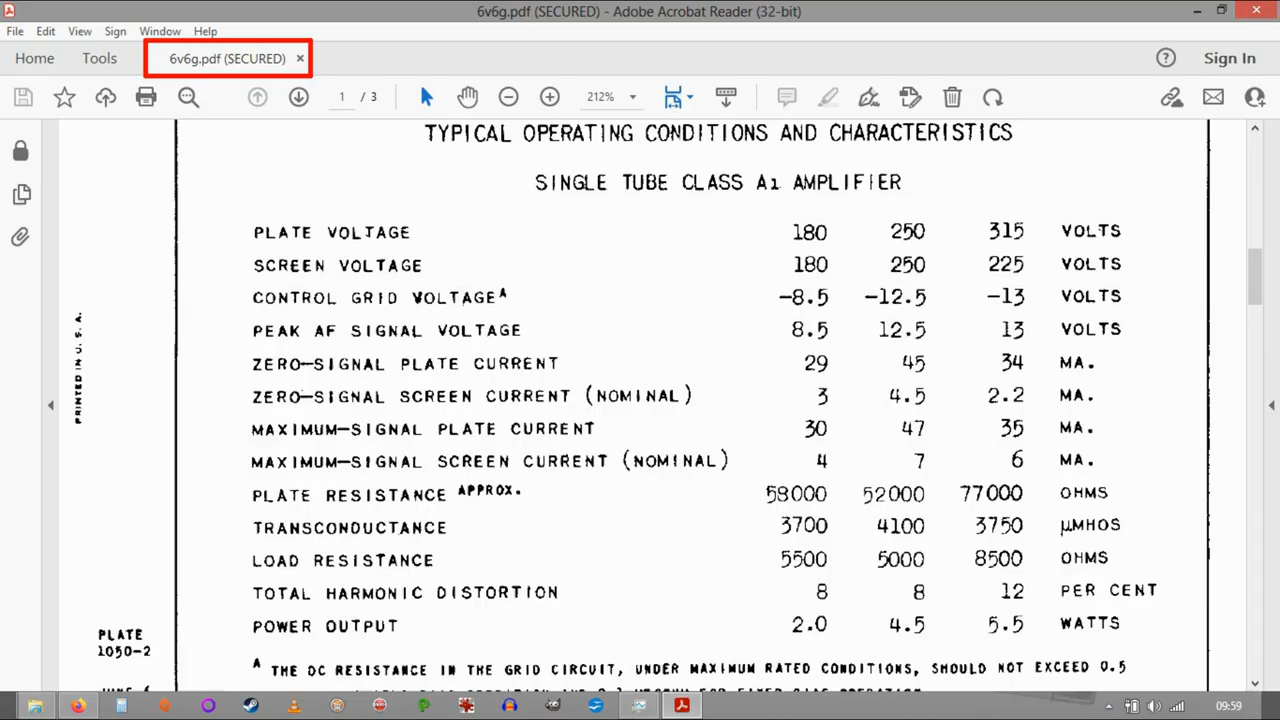 6v6g.pdf (SECURED) - Adobe Acrobat Reader (32-bit)
File Edit View Sign Window Help
Home Tools 6v6g.pdf (SECURED) × Sign In
1 / 3 212%
TYPICAL OPERATING CONDITIONS AND CHARACTERISTICS
SINGLE TUBE CLASS A1 AMPLIFIER
PLATE VOLTAGE 180 250 315 VOLTS
SCREEN VOLTAGE 180 250 225 VOLTS
CONTROL GRID VOLTAGE A -8.5 -12.5 -13 VOLTS
PEAK AF SIGNAL VOLTAGE 8.5 12.5 13 VOLTS
ZERO-SIGNAL PLATE CURRENT 29 45 34 MA.
ZERO-SIGNAL SCREEN CURRENT (NOMINAL) 3 4.5 2.2 MA.
MAXIMUM-SIGNAL PLATE CURRENT 30 47 35 MA.
MAXIMUM-SIGNAL SCREEN CURRENT (NOMINAL) 4 7 6 MA.
PLATE RESISTANCE APPROX. 58000 52000 77000 OHMS
TRANSCONDUCTANCE 3700 4100 3750 µMHOS
LOAD RESISTANCE 5500 5000 8500 OHMS
TOTAL HARMONIC DISTORTION 8 8 12 PER CENT
POWER OUTPUT 2.0 4.5 5.5 WATTS
A THE DC RESISTANCE IN THE GRID CIRCUIT, UNDER MAXIMUM RATED CONDITIONS, SHOULD NOT EXCEED 0.5
PRINTED IN U. S. A.
PLATE
1050-2
09:59